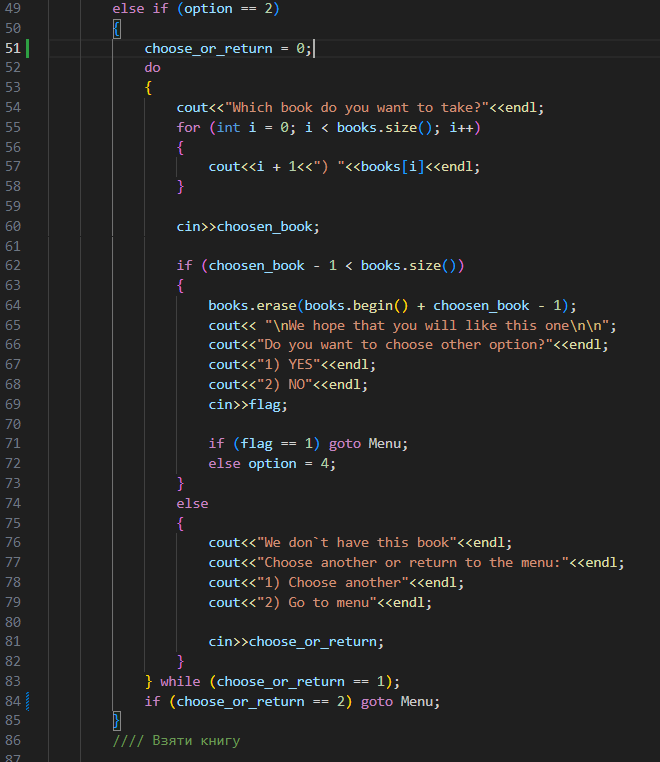 49 else if (option == 2)
50 {
51 choose_or_return = 0;
52 do
53 {
54 cout<<"Which book do you want to take?"<<endl;
55 for (int i = 0; i < books.size(); i++)
56 {
57 cout<<i + 1<<") "<<books[i]<<endl;
58 }
59
60 cin>>choosen_book;
61
62 if (choosen_book - 1 < books.size())
63 {
64 books.erase(books.begin() + choosen_book - 1);
65 cout<< "\nWe hope that you will like this one\n\n";
66 cout<<"Do you want to choose other option?"<<endl;
67 cout<<"1) YES"<<endl;
68 cout<<"2) NO"<<endl;
69 cin>>flag;
70
71 if (flag == 1) goto Menu;
72 else option = 4;
73 }
74 else
75 {
76 cout<<"We don`t have this book"<<endl;
77 cout<<"Choose another or return to the menu:"<<endl;
78 cout<<"1) Choose another"<<endl;
79 cout<<"2) Go to menu"<<endl;
80
81 cin>>choose_or_return;
82 }
83 } while (choose_or_return == 1);
84 if (choose_or_return == 2) goto Menu;
85 }
86 //// Взяти книгу
87